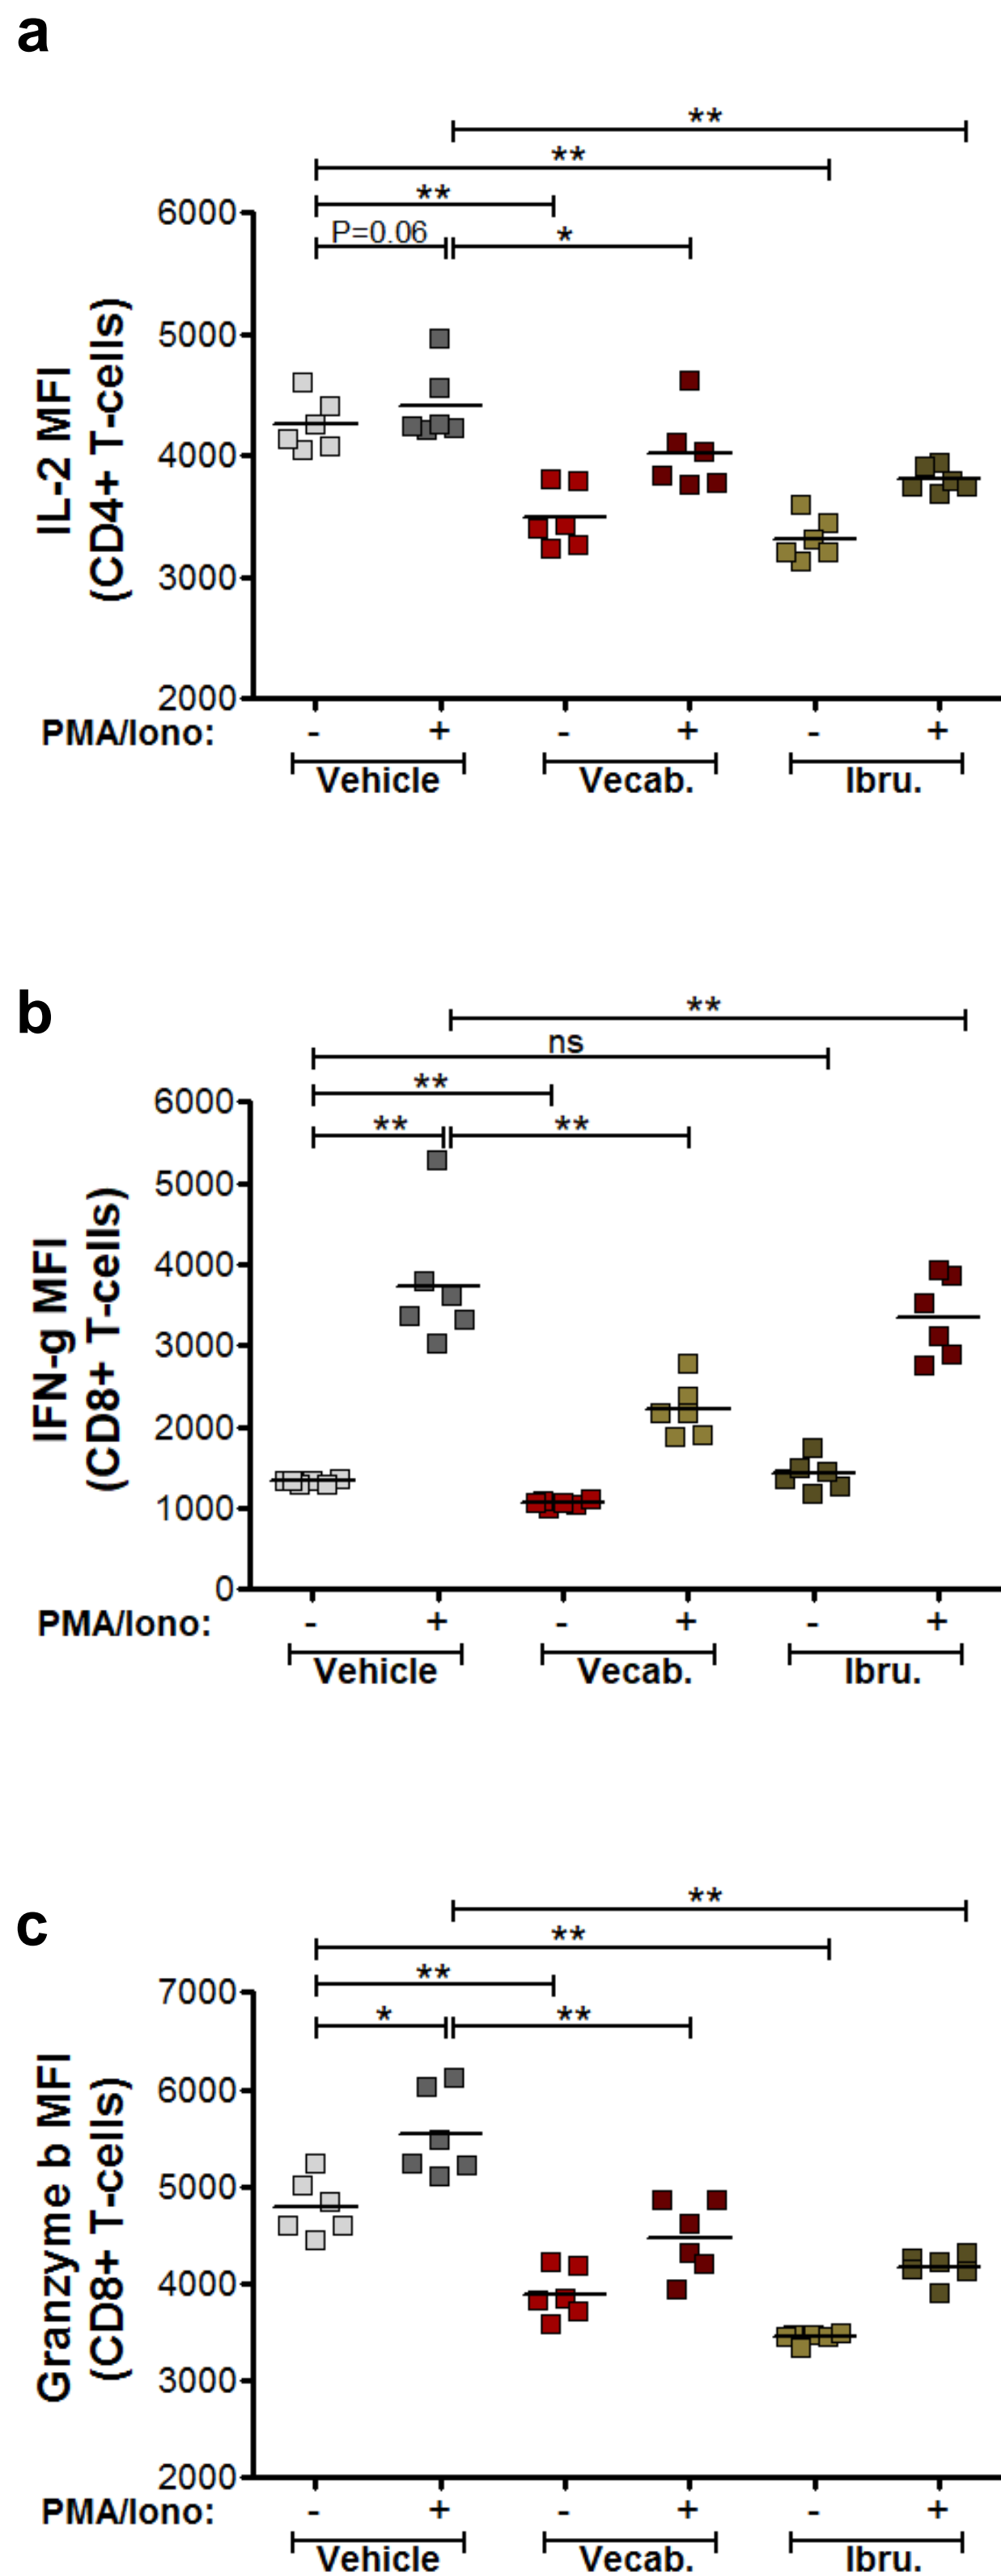 a
**
**
**
P=0.06
*
6000
5000
4000
3000
2000
IL-2 MFI
(CD4+ T-cells)
PMA/Iono: - + - + - +
Vehicle Vecab. Ibru.
b
**
ns
**
** **
6000
5000
4000
3000
2000
1000
0
IFN-g MFI
(CD8+ T-cells)
PMA/Iono: - + - + - +
Vehicle Vecab. Ibru.
c
**
**
**
* **
7000
6000
5000
4000
3000
2000
Granzyme b MFI
(CD8+ T-cells)
PMA/Iono: - + - + - +
Vehicle Vecab. Ibru.